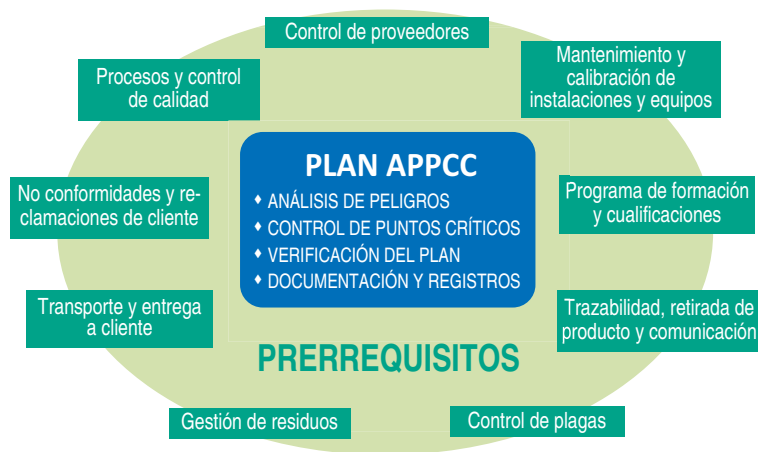 Control de proveedores
Procesos y control
de calidad
Mantenimiento y
calibración de
instalaciones y equipos
PLAN APPCC
♦ ANÁLISIS DE PELIGROS
♦ CONTROL DE PUNTOS CRÍTICOS
♦ VERIFICACIÓN DEL PLAN
♦ DOCUMENTACIÓN Y REGISTROS
No conformidades y re-
clamaciones de cliente
Programa de formación
y cualificaciones
Transporte y entrega
a cliente
Trazabilidad, retirada de
producto y comunicación
PRERREQUISITOS
Gestión de residuos
Control de plagas